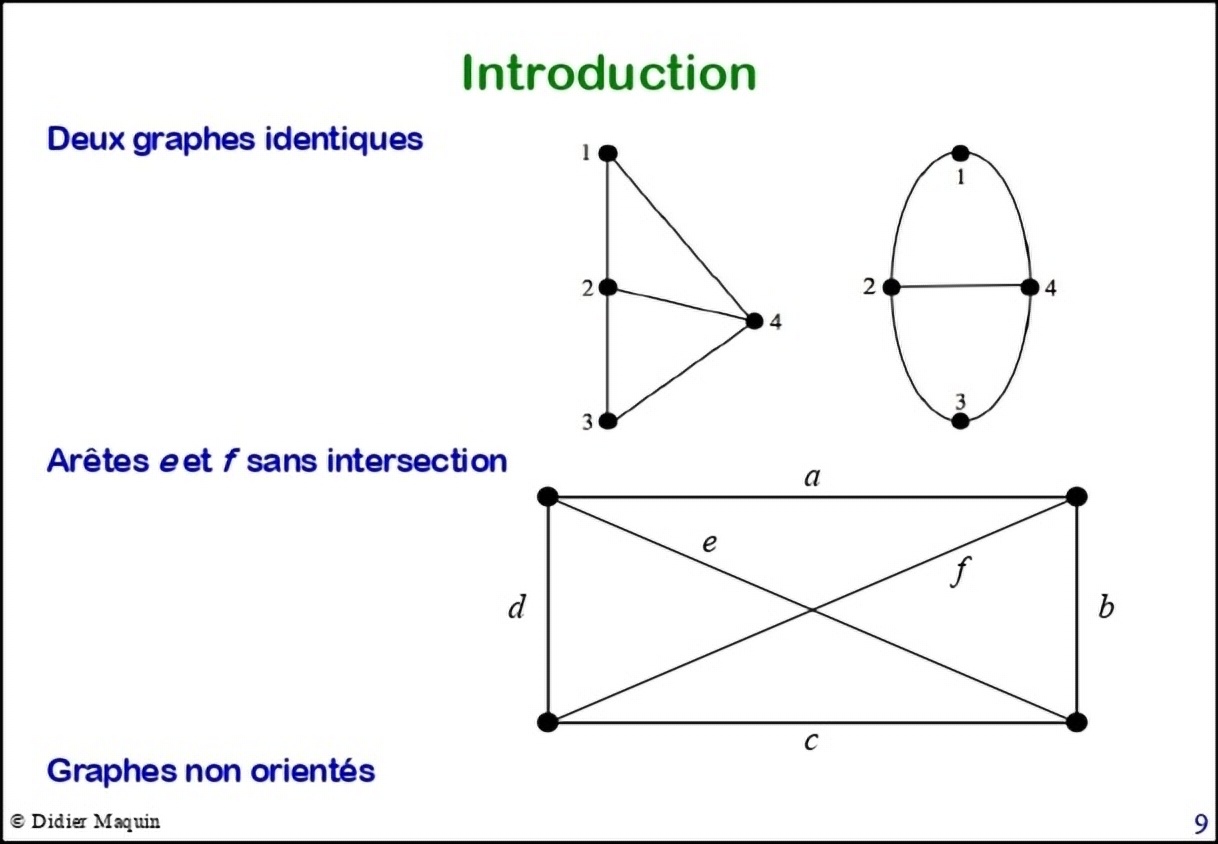 Introduction
Deux graphes identiques
1
1
2
4
2
4
3
3
Arêtes e et f sans intersection
a
e
f
d
b
c
Graphes non orientés
© Didier Maquin
9